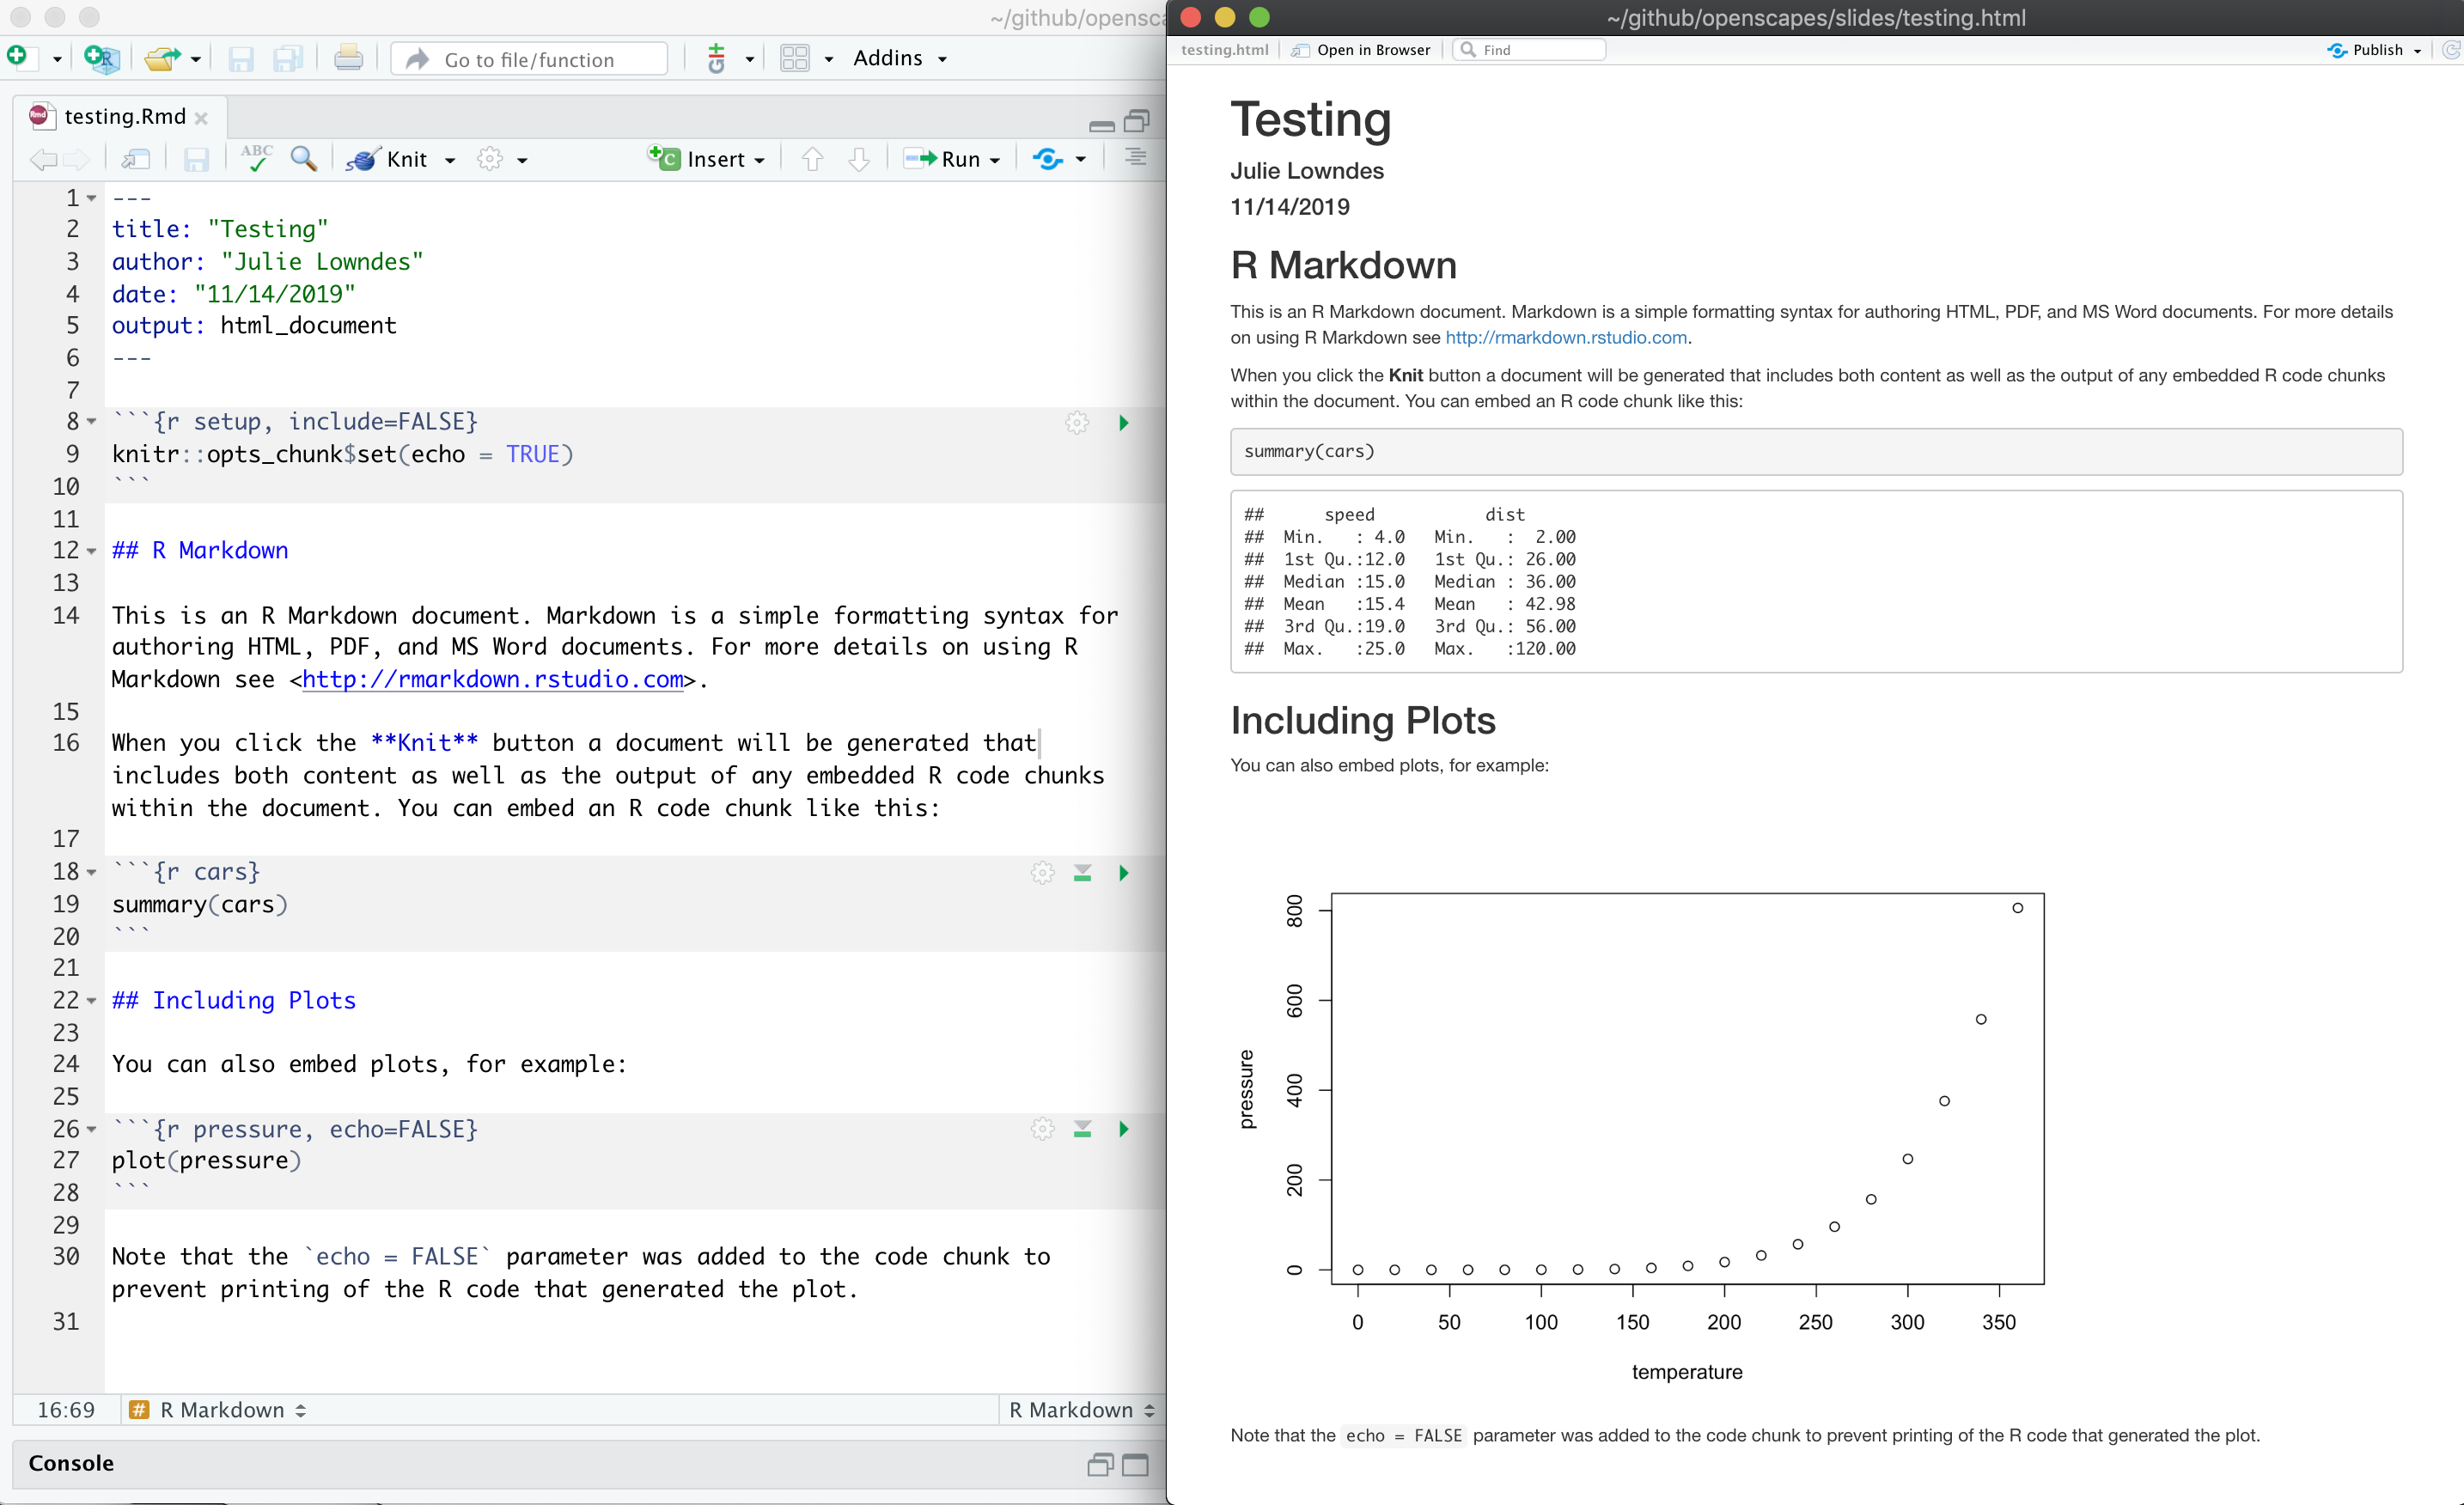 ~/github/opensca
Go to file/function
Addins
testing.Rmd
ABC
Knit
Insert
Run
1 ---
2 title: "Testing"
3 author: "Julie Lowndes"
4 date: "11/14/2019"
5 output: html_document
6 ---
7
8 ```{r setup, include=FALSE}
9 knitr::opts_chunk$set(echo = TRUE)
10 ```
11
12 ## R Markdown
13
14 This is an R Markdown document. Markdown is a simple formatting syntax for
authoring HTML, PDF, and MS Word documents. For more details on using R
Markdown see <http://rmarkdown.rstudio.com>.
15
16 When you click the **Knit** button a document will be generated that
includes both content as well as the output of any embedded R code chunks
within the document. You can embed an R code chunk like this:
17
18 ```{r cars}
19 summary(cars)
20 ```
21
22 ## Including Plots
23
24 You can also embed plots, for example:
25
26 ```{r pressure, echo=FALSE}
27 plot(pressure)
28 ```
29
30 Note that the `echo = FALSE` parameter was added to the code chunk to
prevent printing of the R code that generated the plot.
31
16:69 # R Markdown R Markdown
Console
~/github/openscapes/slides/testing.html
testing.html Open in Browser Find Publish
Testing
Julie Lowndes
11/14/2019
R Markdown
This is an R Markdown document. Markdown is a simple formatting syntax for authoring HTML, PDF, and MS Word documents. For more details
on using R Markdown see http://rmarkdown.rstudio.com.
When you click the Knit button a document will be generated that includes both content as well as the output of any embedded R code chunks
within the document. You can embed an R code chunk like this:
summary(cars)
##      speed           dist
##  Min.   : 4.0   Min.   :  2.00
##  1st Qu.:12.0   1st Qu.: 26.00
##  Median :15.0   Median : 36.00
##  Mean   :15.4   Mean   : 42.98
##  3rd Qu.:19.0   3rd Qu.: 56.00
##  Max.   :25.0   Max.   :120.00
Including Plots
You can also embed plots, for example:
800
600
400
200
0
pressure
0 50 100 150 200 250 300 350
temperature
Note that the echo = FALSE parameter was added to the code chunk to prevent printing of the R code that generated the plot.